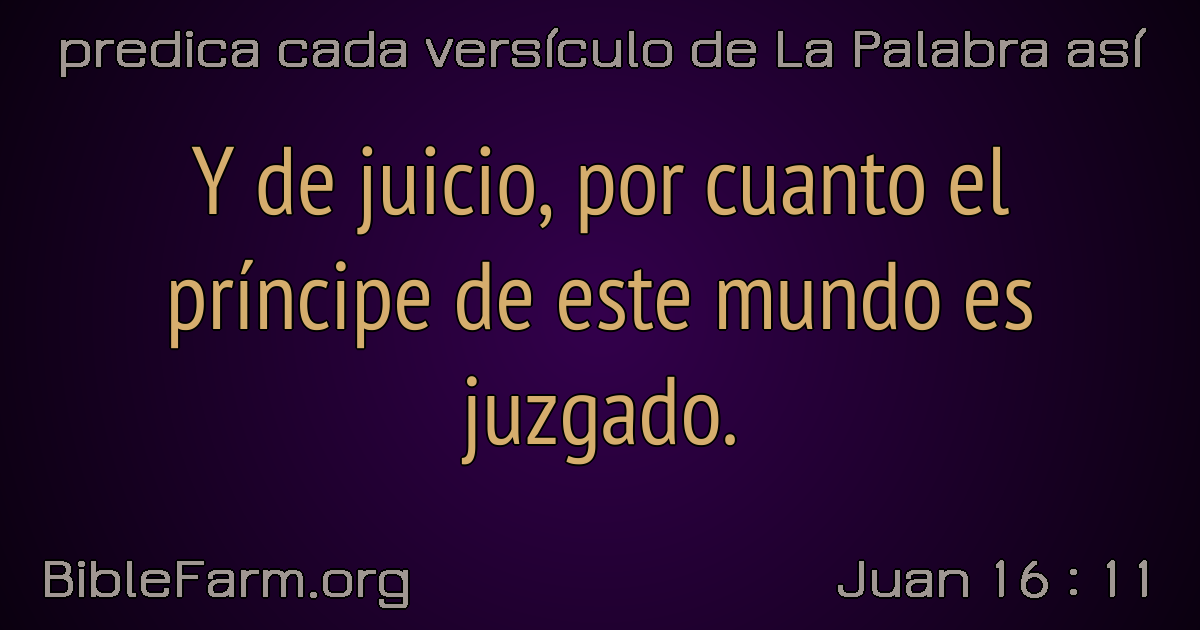 predica cada versículo de La Palabra así
Y de juicio, por cuanto el
príncipe de este mundo es
juzgado.
BibleFarm.org
Juan 16 : 11